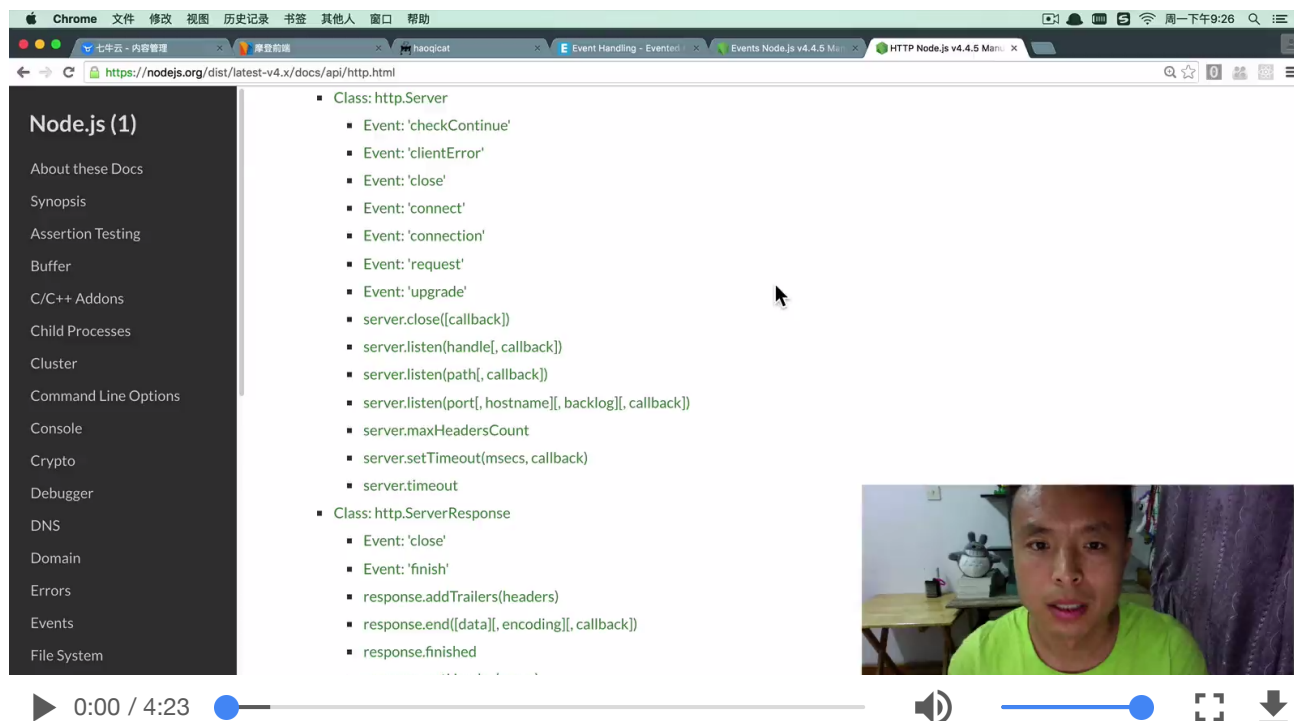 Chrome 文件 修改 视图 历史记录 书签 其他人 窗口 帮助 周一下午9:26
七牛云 - 内容管理 摩登前端 haoqicat Event Handling - Evented Events Node.js v4.4.5 Man HTTP Node.js v4.4.5 Manu
https://nodejs.org/dist/latest-v4.x/docs/api/http.html
Node.js (1)
About these Docs
Synopsis
Assertion Testing
Buffer
C/C++ Addons
Child Processes
Cluster
Command Line Options
Console
Crypto
Debugger
DNS
Domain
Errors
Events
File System
Class: http.Server
Event: 'checkContinue'
Event: 'clientError'
Event: 'close'
Event: 'connect'
Event: 'connection'
Event: 'request'
Event: 'upgrade'
server.close([callback])
server.listen(handle[, callback])
server.listen(path[, callback])
server.listen(port[, hostname][, backlog][, callback])
server.maxHeadersCount
server.setTimeout(msecs, callback)
server.timeout
Class: http.ServerResponse
Event: 'close'
Event: 'finish'
response.addTrailers(headers)
response.end([data][, encoding][, callback])
response.finished
0:00 / 4:23